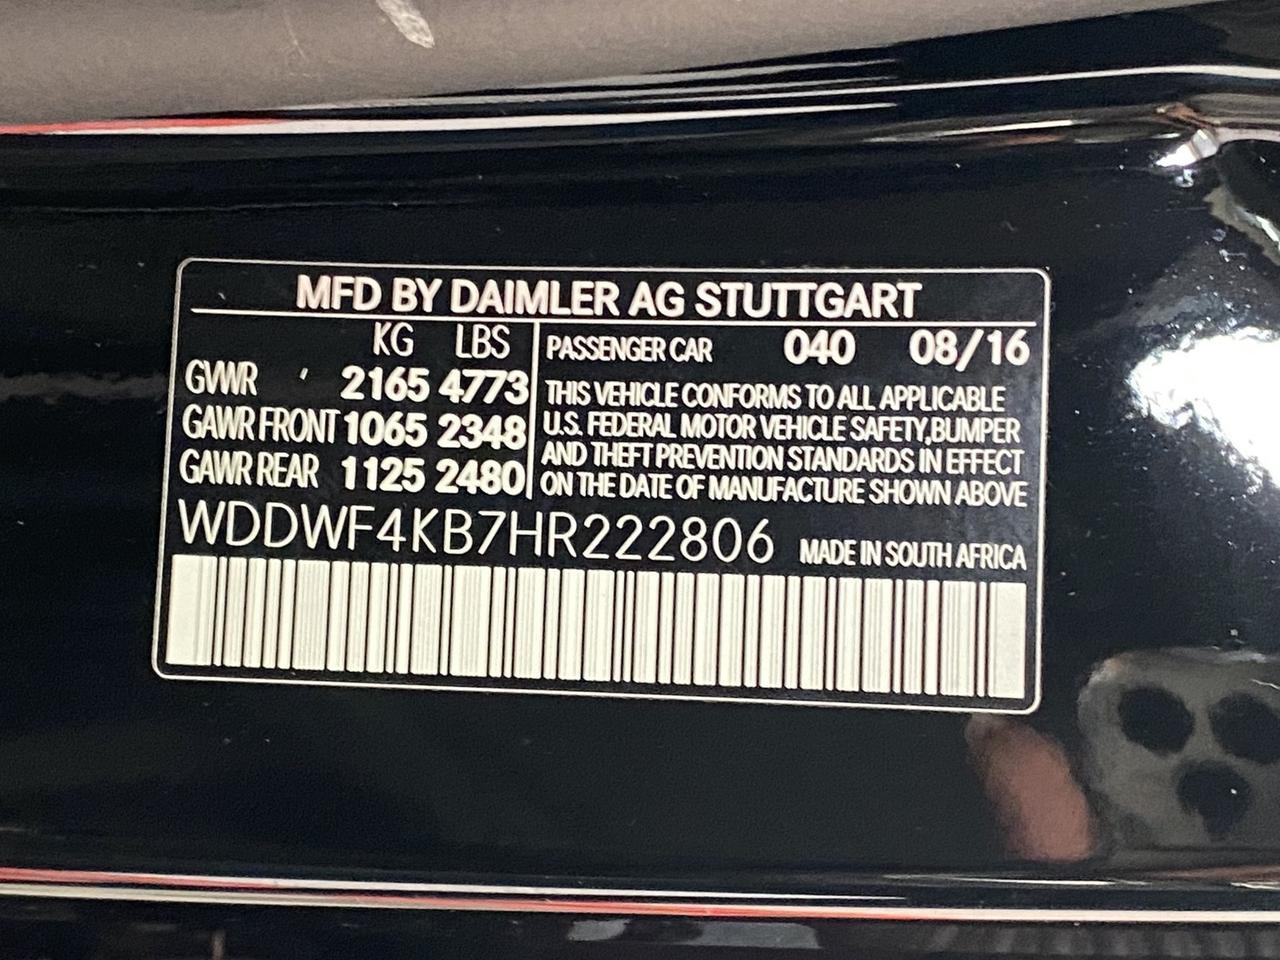 MFD BY DAIMLER AG STUTTGART
KG LBS
GVWR 2165 4773
GAWR FRONT 1065 2348
GAWR REAR 1125 2480
PASSENGER CAR 040 08/16
THIS VEHICLE CONFORMS TO ALL APPLICABLE
U.S. FEDERAL MOTOR VEHICLE SAFETY,BUMPER
AND THEFT PREVENTION STANDARDS IN EFFECT
ON THE DATE OF MANUFACTURE SHOWN ABOVE
WDDWF4KB7HR222806 MADE IN SOUTH AFRICA